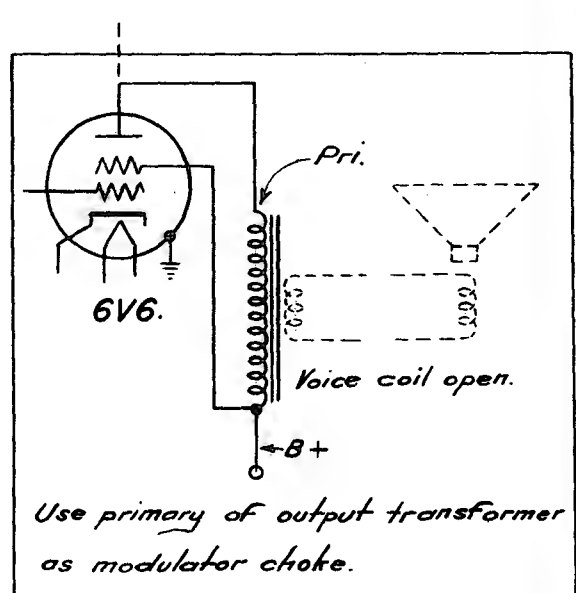 Pri.
6V6.
Voice coil open.
B+
Use primary of output transformer
as modulator choke.